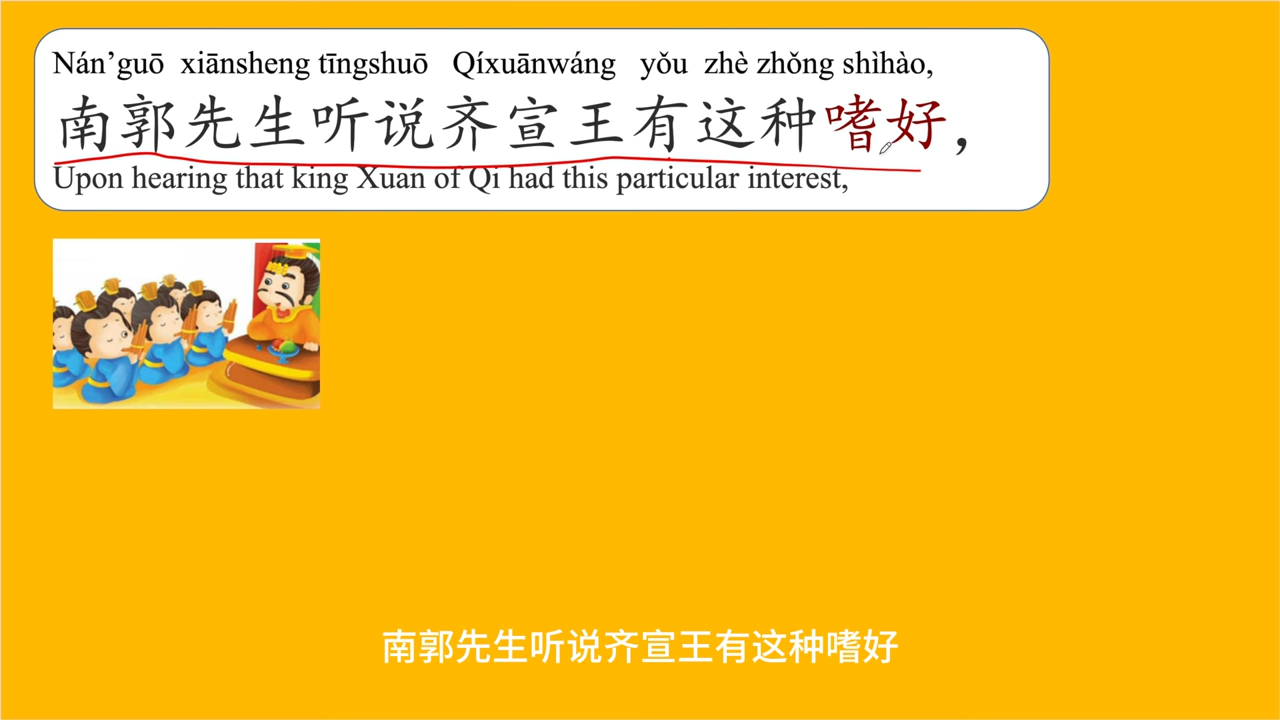 Nán’guō xiānsheng tīngshuō Qíxuānwáng yǒu zhè zhǒng shìhào,
南郭先生听说齐宣王有这种嗜好，
Upon hearing that king Xuan of Qi had this particular interest,
南郭先生听说齐宣王有这种嗜好